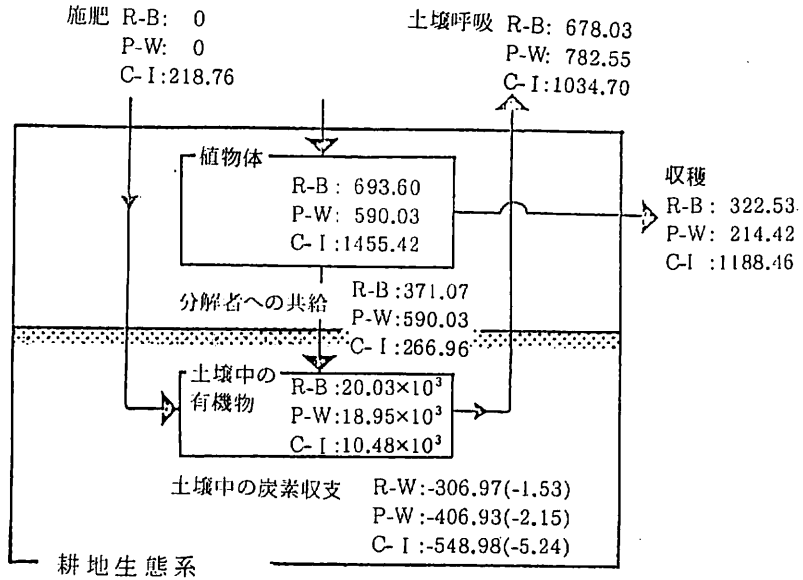 施肥 R-B: 0
P-W: 0
C-I:218.76
土壌呼吸 R-B: 678.03
P-W: 782.55
C-I:1034.70
植物体
R-B: 693.60
P-W: 590.03
C-I:1455.42
収穫
R-B: 322.53
P-W: 214.42
C-I:1188.46
分解者への共給
R-B:371.07
P-W:590.03
C-I:266.96
土壌中の
有機物
R-B:20.03×10³
P-W:18.95×10³
C-I:10.48×10³
土壌中の炭素収支
R-W:-306.97(-1.53)
P-W:-406.93(-2.15)
C-I:-548.98(-5.24)
耕地生態系